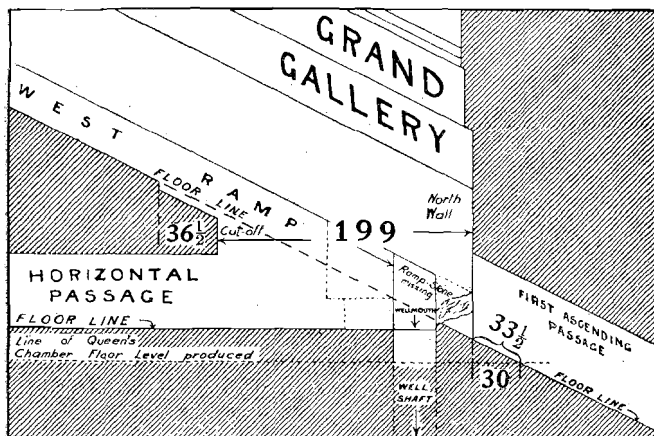 GRAND
GALLERY
WEST RAMP
FLOOR LINE
North
Wall
36½
Cut off
199
HORIZONTAL
PASSAGE
Ramp-Stone
missing
FIRST ASCENDING
PASSAGE
WELLMOUTH
33½
FLOOR LINE
Line of Queen's
Chamber Floor Level produced
30
WELL
SHAFT
FLOOR LINE